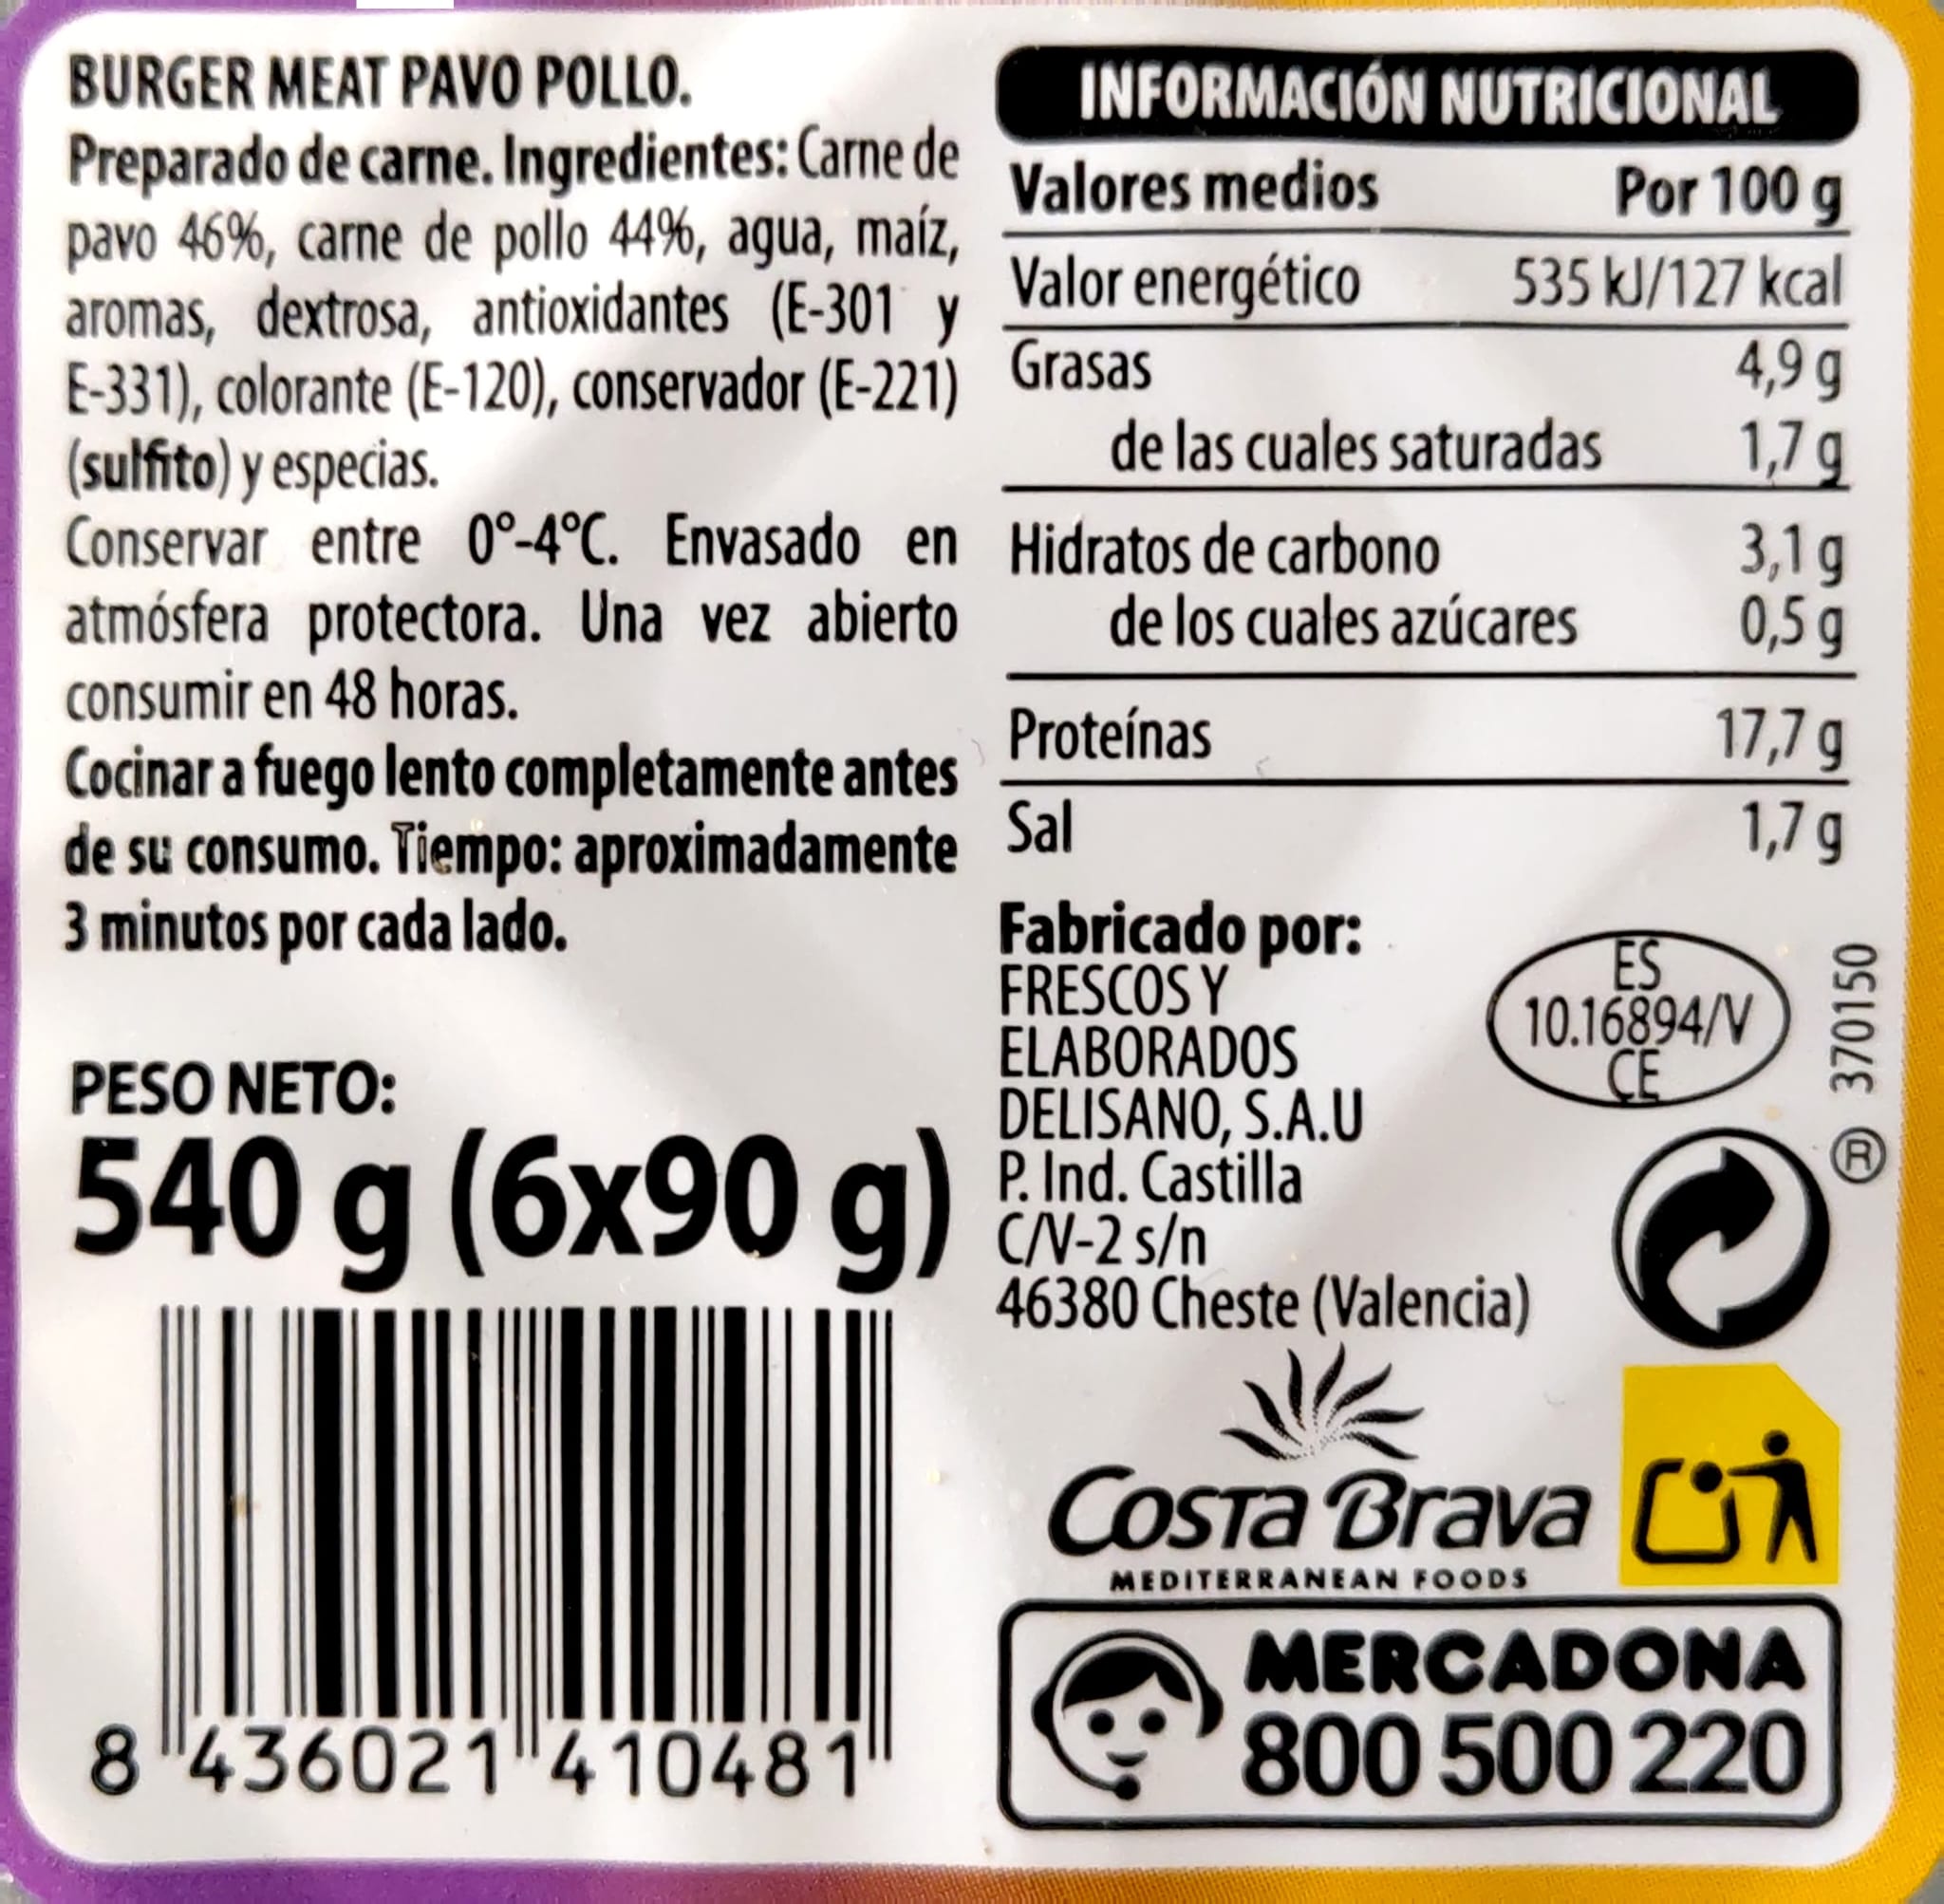 BURGER MEAT PAVO POLLO.
Preparado de carne. Ingredientes: Carne de
pavo 46%, carne de pollo 44%, agua, maíz,
aromas, dextrosa, antioxidantes (E-301 y
E-331), colorante (E-120), conservador (E-221)
(sulfito) y especias.
Conservar entre 0º-4ºC. Envasado en
atmósfera protectora. Una vez abierto
consumir en 48 horas.
Cocinar a fuego lento completamente antes
de su consumo. Tiempo: aproximadamente
3 minutos por cada lado.
PESO NETO:
540 g (6x90 g)
8 436021 410481
INFORMACIÓN NUTRICIONAL
Valores medios Por 100 g
Valor energético 535 kJ/127 kcal
Grasas 4,9 g
de las cuales saturadas 1,7 g
Hidratos de carbono 3,1 g
de los cuales azúcares 0,5 g
Proteínas 17,7 g
Sal 1,7 g
Fabricado por:
FRESCOS Y
ELABORADOS
DELISANO, S.A.U
P. Ind. Castilla
C/V-2 s/n
46380 Cheste (Valencia)
ES
10.16894/V
CE
370150
®
Costa Brava
MEDITERRANEAN FOODS
MERCADONA
800 500 220